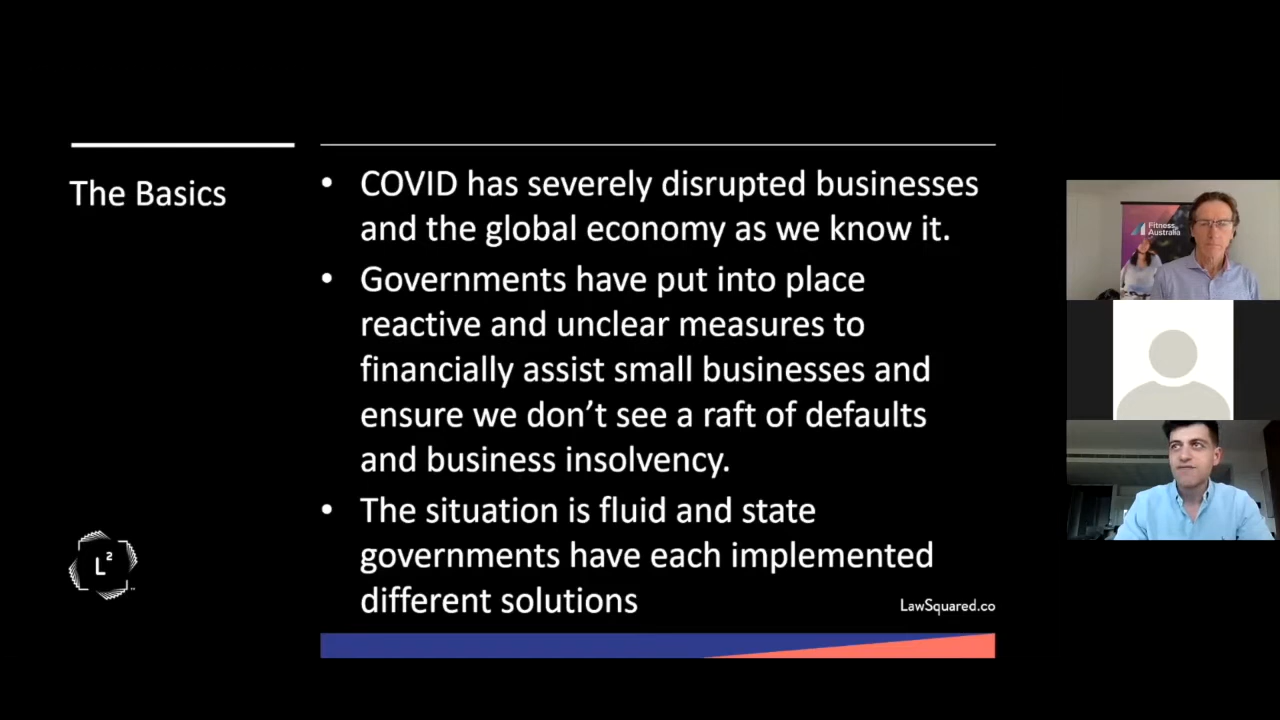 The Basics
• COVID has severely disrupted businesses
and the global economy as we know it.
• Governments have put into place
reactive and unclear measures to
financially assist small businesses and
ensure we don’t see a raft of defaults
and business insolvency.
• The situation is fluid and state
governments have each implemented
different solutions
L²
LawSquared.co
Fitness
Australia